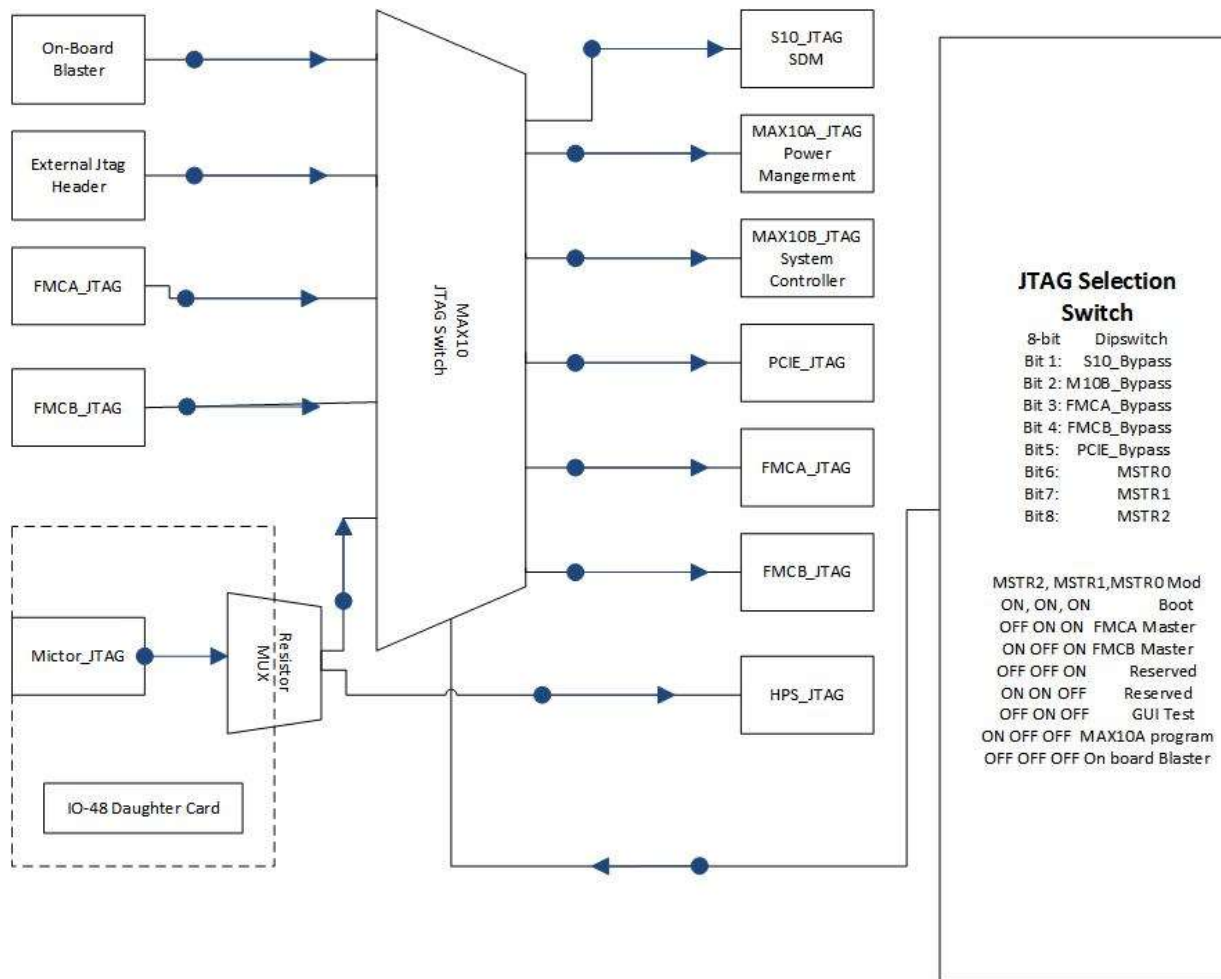 On-Board
Blaster
External Jtag
Header
FMCA_JTAG
FMCB_JTAG
Mictor_JTAG
Resistor
MUX
IO-48 Daughter Card
MAX10
JTAG Switch
S10_JTAG
SDM
MAX10A_JTAG
Power
Mangerment
MAX10B_JTAG
System
Controller
PCIE_JTAG
FMCA_JTAG
FMCB_JTAG
HPS_JTAG
JTAG Selection
Switch
8-bit Dipswitch
Bit 1: S10_Bypass
Bit 2: M10B_Bypass
Bit 3: FMCA_Bypass
Bit 4: FMCB_Bypass
Bit5: PCIE_Bypass
Bit6: MSTR0
Bit7: MSTR1
Bit8: MSTR2
MSTR2, MSTR1,MSTR0 Mod
ON, ON, ON Boot
OFF ON ON FMCA Master
ON OFF ON FMCB Master
OFF OFF ON Reserved
ON ON OFF Reserved
OFF ON OFF GUI Test
ON OFF OFF MAX10A program
OFF OFF OFF On board Blaster